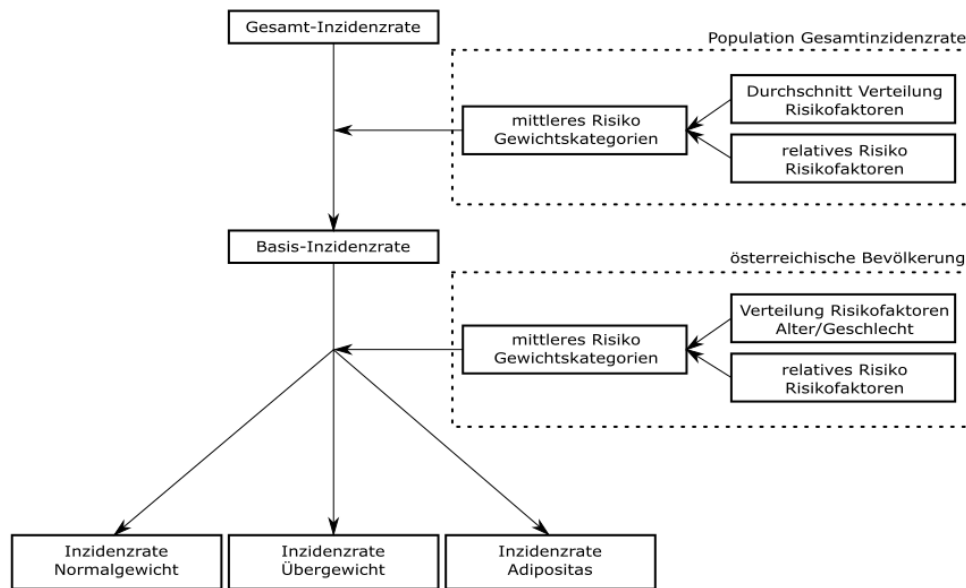 Gesamt-Inzidenzrate
Population Gesamtinzidenzrate
Durchschnitt Verteilung
Risikofaktoren
mittleres Risiko
Gewichtskategorien
relatives Risiko
Risikofaktoren
Basis-Inzidenzrate
österreichische Bevölkerung
Verteilung Risikofaktoren
Alter/Geschlecht
mittleres Risiko
Gewichtskategorien
relatives Risiko
Risikofaktoren
Inzidenzrate
Normalgewicht
Inzidenzrate
Übergewicht
Inzidenzrate
Adipositas